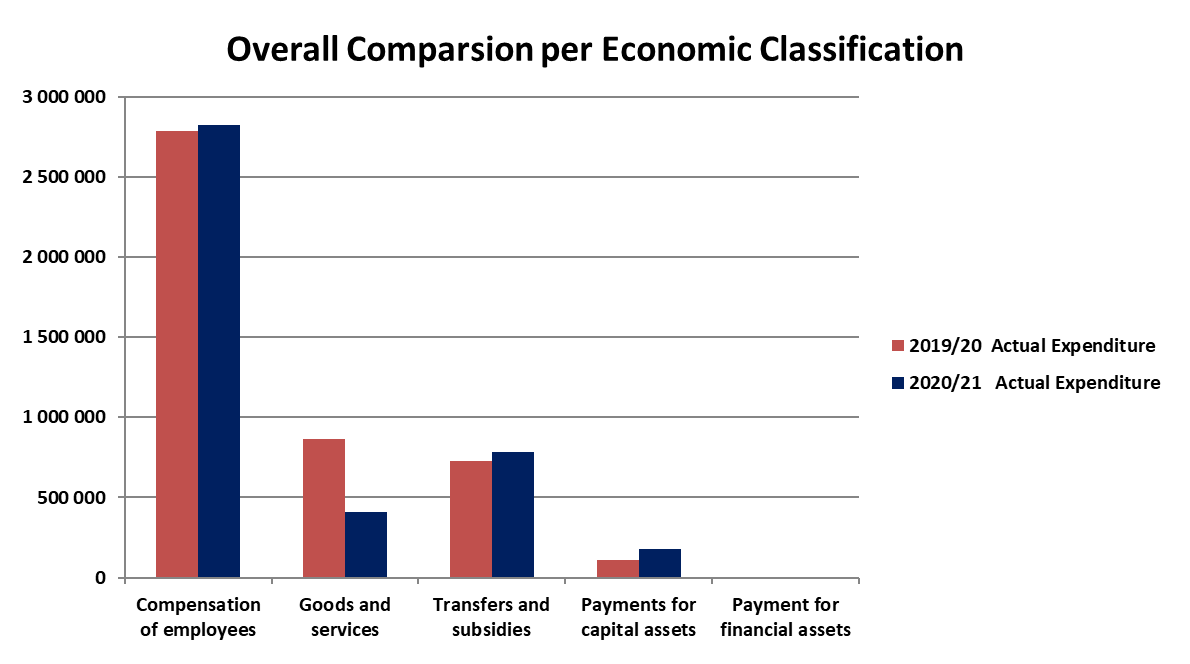 Overall Comparsion per Economic Classification
3 000 000
2 500 000
2 000 000
1 500 000
1 000 000
500 000
0
Compensation of employees
Goods and services
Transfers and subsidies
Payments for capital assets
Payment for financial assets
2019/20 Actual Expenditure
2020/21 Actual Expenditure